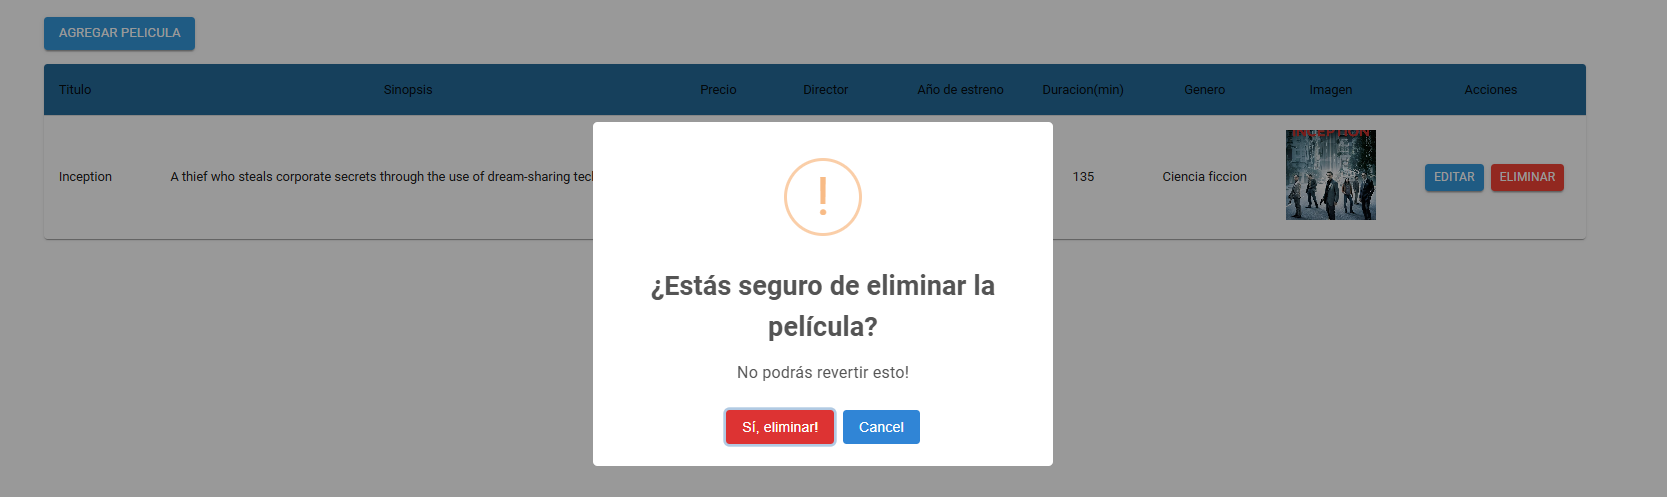 AGREGAR PELICULA
Titulo Sinopsis Precio Director Año de estreno Duracion(min) Genero Imagen Acciones
INCEPTION
Inception A thief who steals corporate secrets through the use of dream-sharing 135 Ciencia ficcion EDITAR ELIMINAR
!
¿Estás seguro de eliminar la
película?
No podrás revertir esto!
Sí, eliminar! Cancel